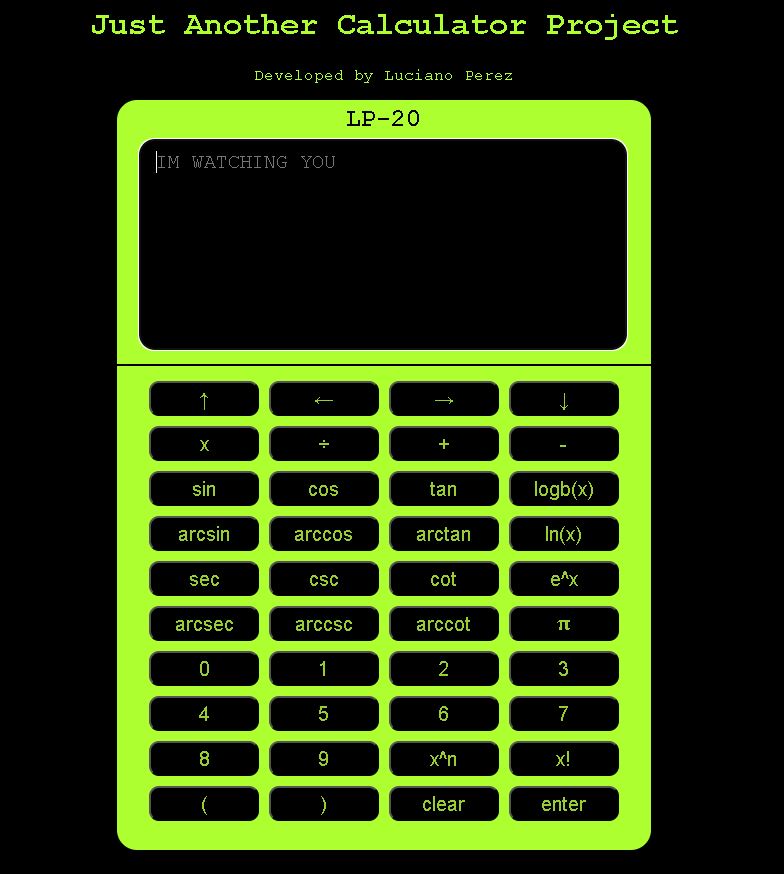 Just Another Calculator Project
Developed by Luciano Perez
LP-20
IM WATCHING YOU
↑ ← → ↓
x ÷ + -
sin cos tan logb(x)
arcsin arccos arctan ln(x)
sec csc cot e^x
arcsec arccsc arccot π
0 1 2 3
4 5 6 7
8 9 x^n x!
( ) clear enter